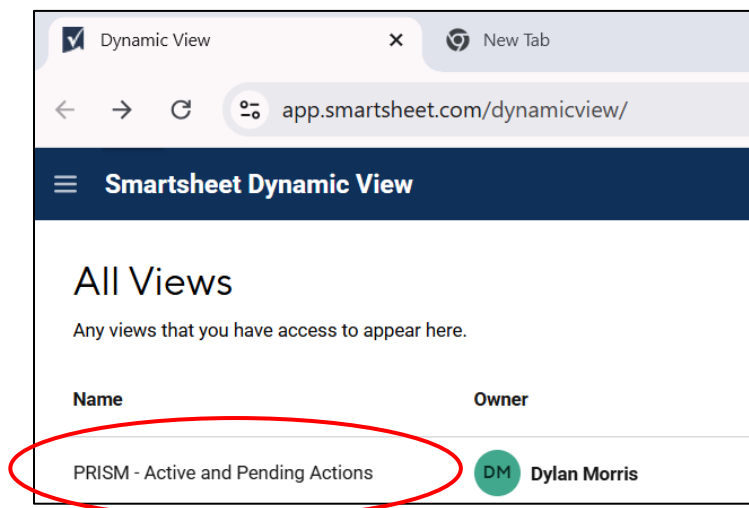 Dynamic View
New Tab
app.smartsheet.com/dynamicview/
Smartsheet Dynamic View
All Views
Any views that you have access to appear here.
Name Owner
PRISM - Active and Pending Actions DM Dylan Morris